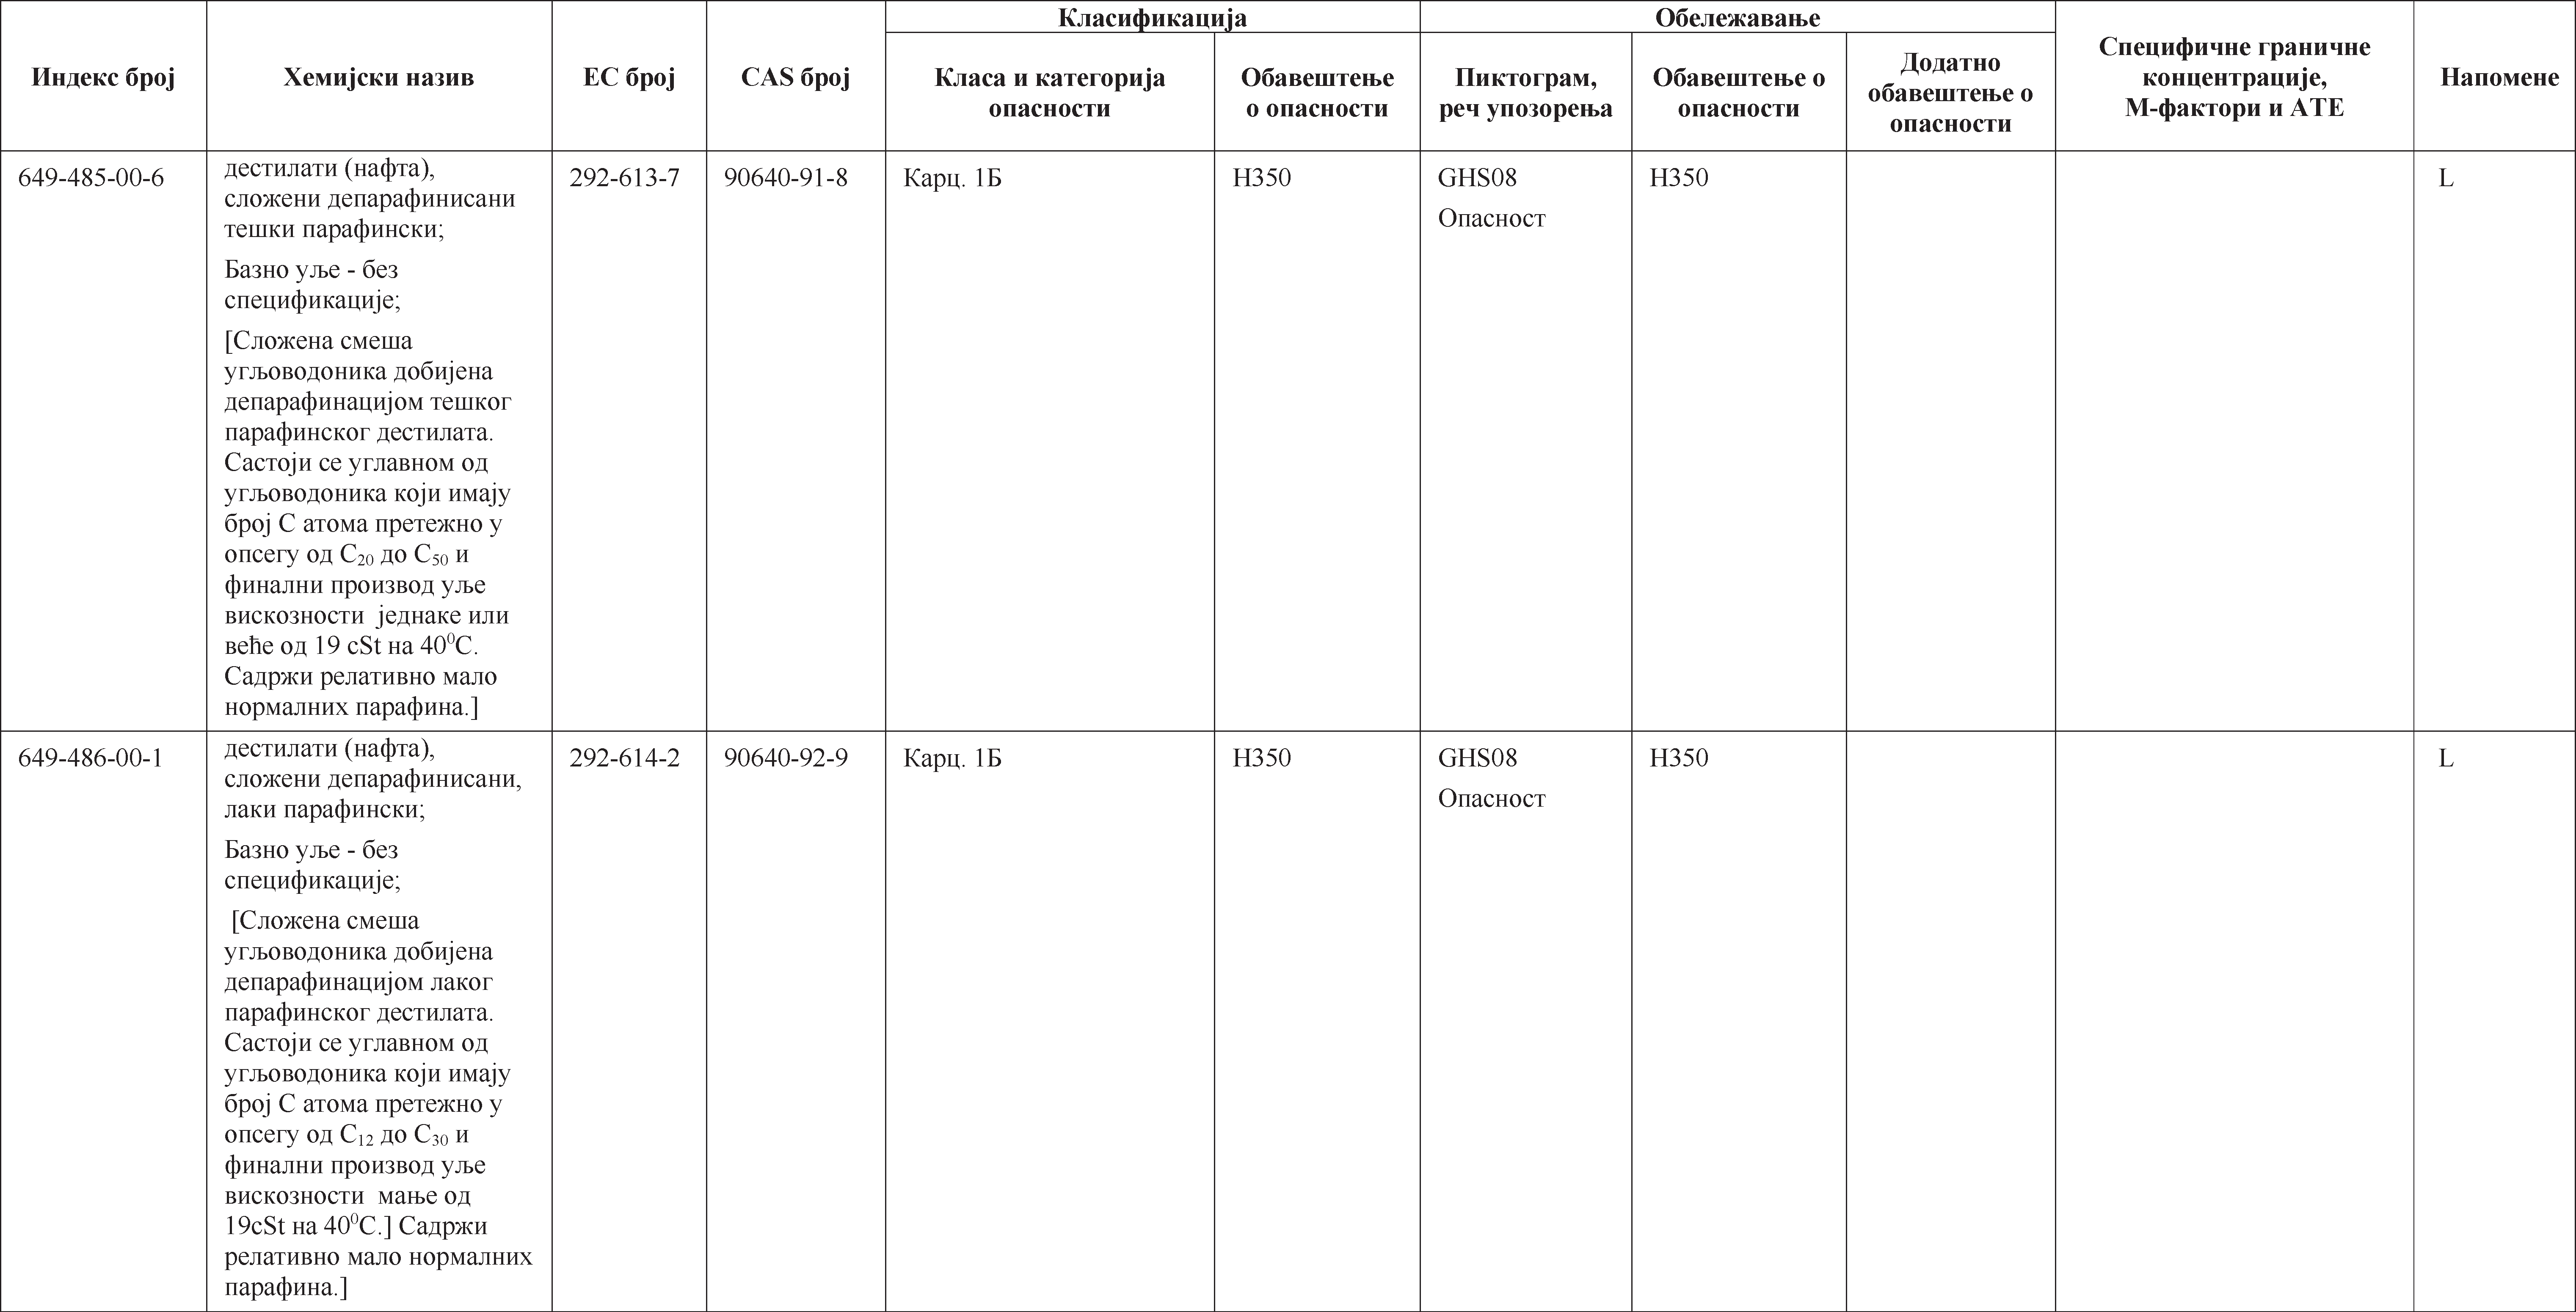 Класификација
Обележавање
Индекс број
Хемијски назив
ЕС број
CAS број
Класа и категорија
опасности
Обавештење
о опасности
Пиктограм,
реч упозорења
Обавештење о
опасности
Додатно
обавештење о
опасности
Специфичне граничне
концентрације,
М-фактори и АТЕ
Напомене
649-485-00-6
дестилати (нафта),
сложени депарафинисани
тешки парафински;
Базно уље - без
спецификације;
[Сложена смеша
угљоводоника добијена
депарафинацијом тешког
парафинског дестилата.
Састоји се углавном од
угљоводоника који имају
број С атома претежно у
опсегу од C₂₀ до C₅₀ и
финални производ уље
вискозности  једнаке или
веће од 19 cSt на 40⁰C.
Садржи релативно мало
нормалних парафина.]
292-613-7
90640-91-8
Карц. 1Б
H350
GHS08
Опасност
H350
L
649-486-00-1
дестилати (нафта),
сложени депарафинисани,
лаки парафински;
Базно уље - без
спецификације;
[Сложена смеша
угљоводоника добијена
депарафинацијом лаког
парафинског дестилата.
Састоји се углавном од
угљоводоника који имају
број С атома претежно у
опсегу од C₁₂ до C₃₀ и
финални производ уље
вискозности  мање од
19cSt на 40⁰C.] Садржи
релативно мало нормалних
парафина.]
292-614-2
90640-92-9
Карц. 1Б
H350
GHS08
Опасност
H350
L